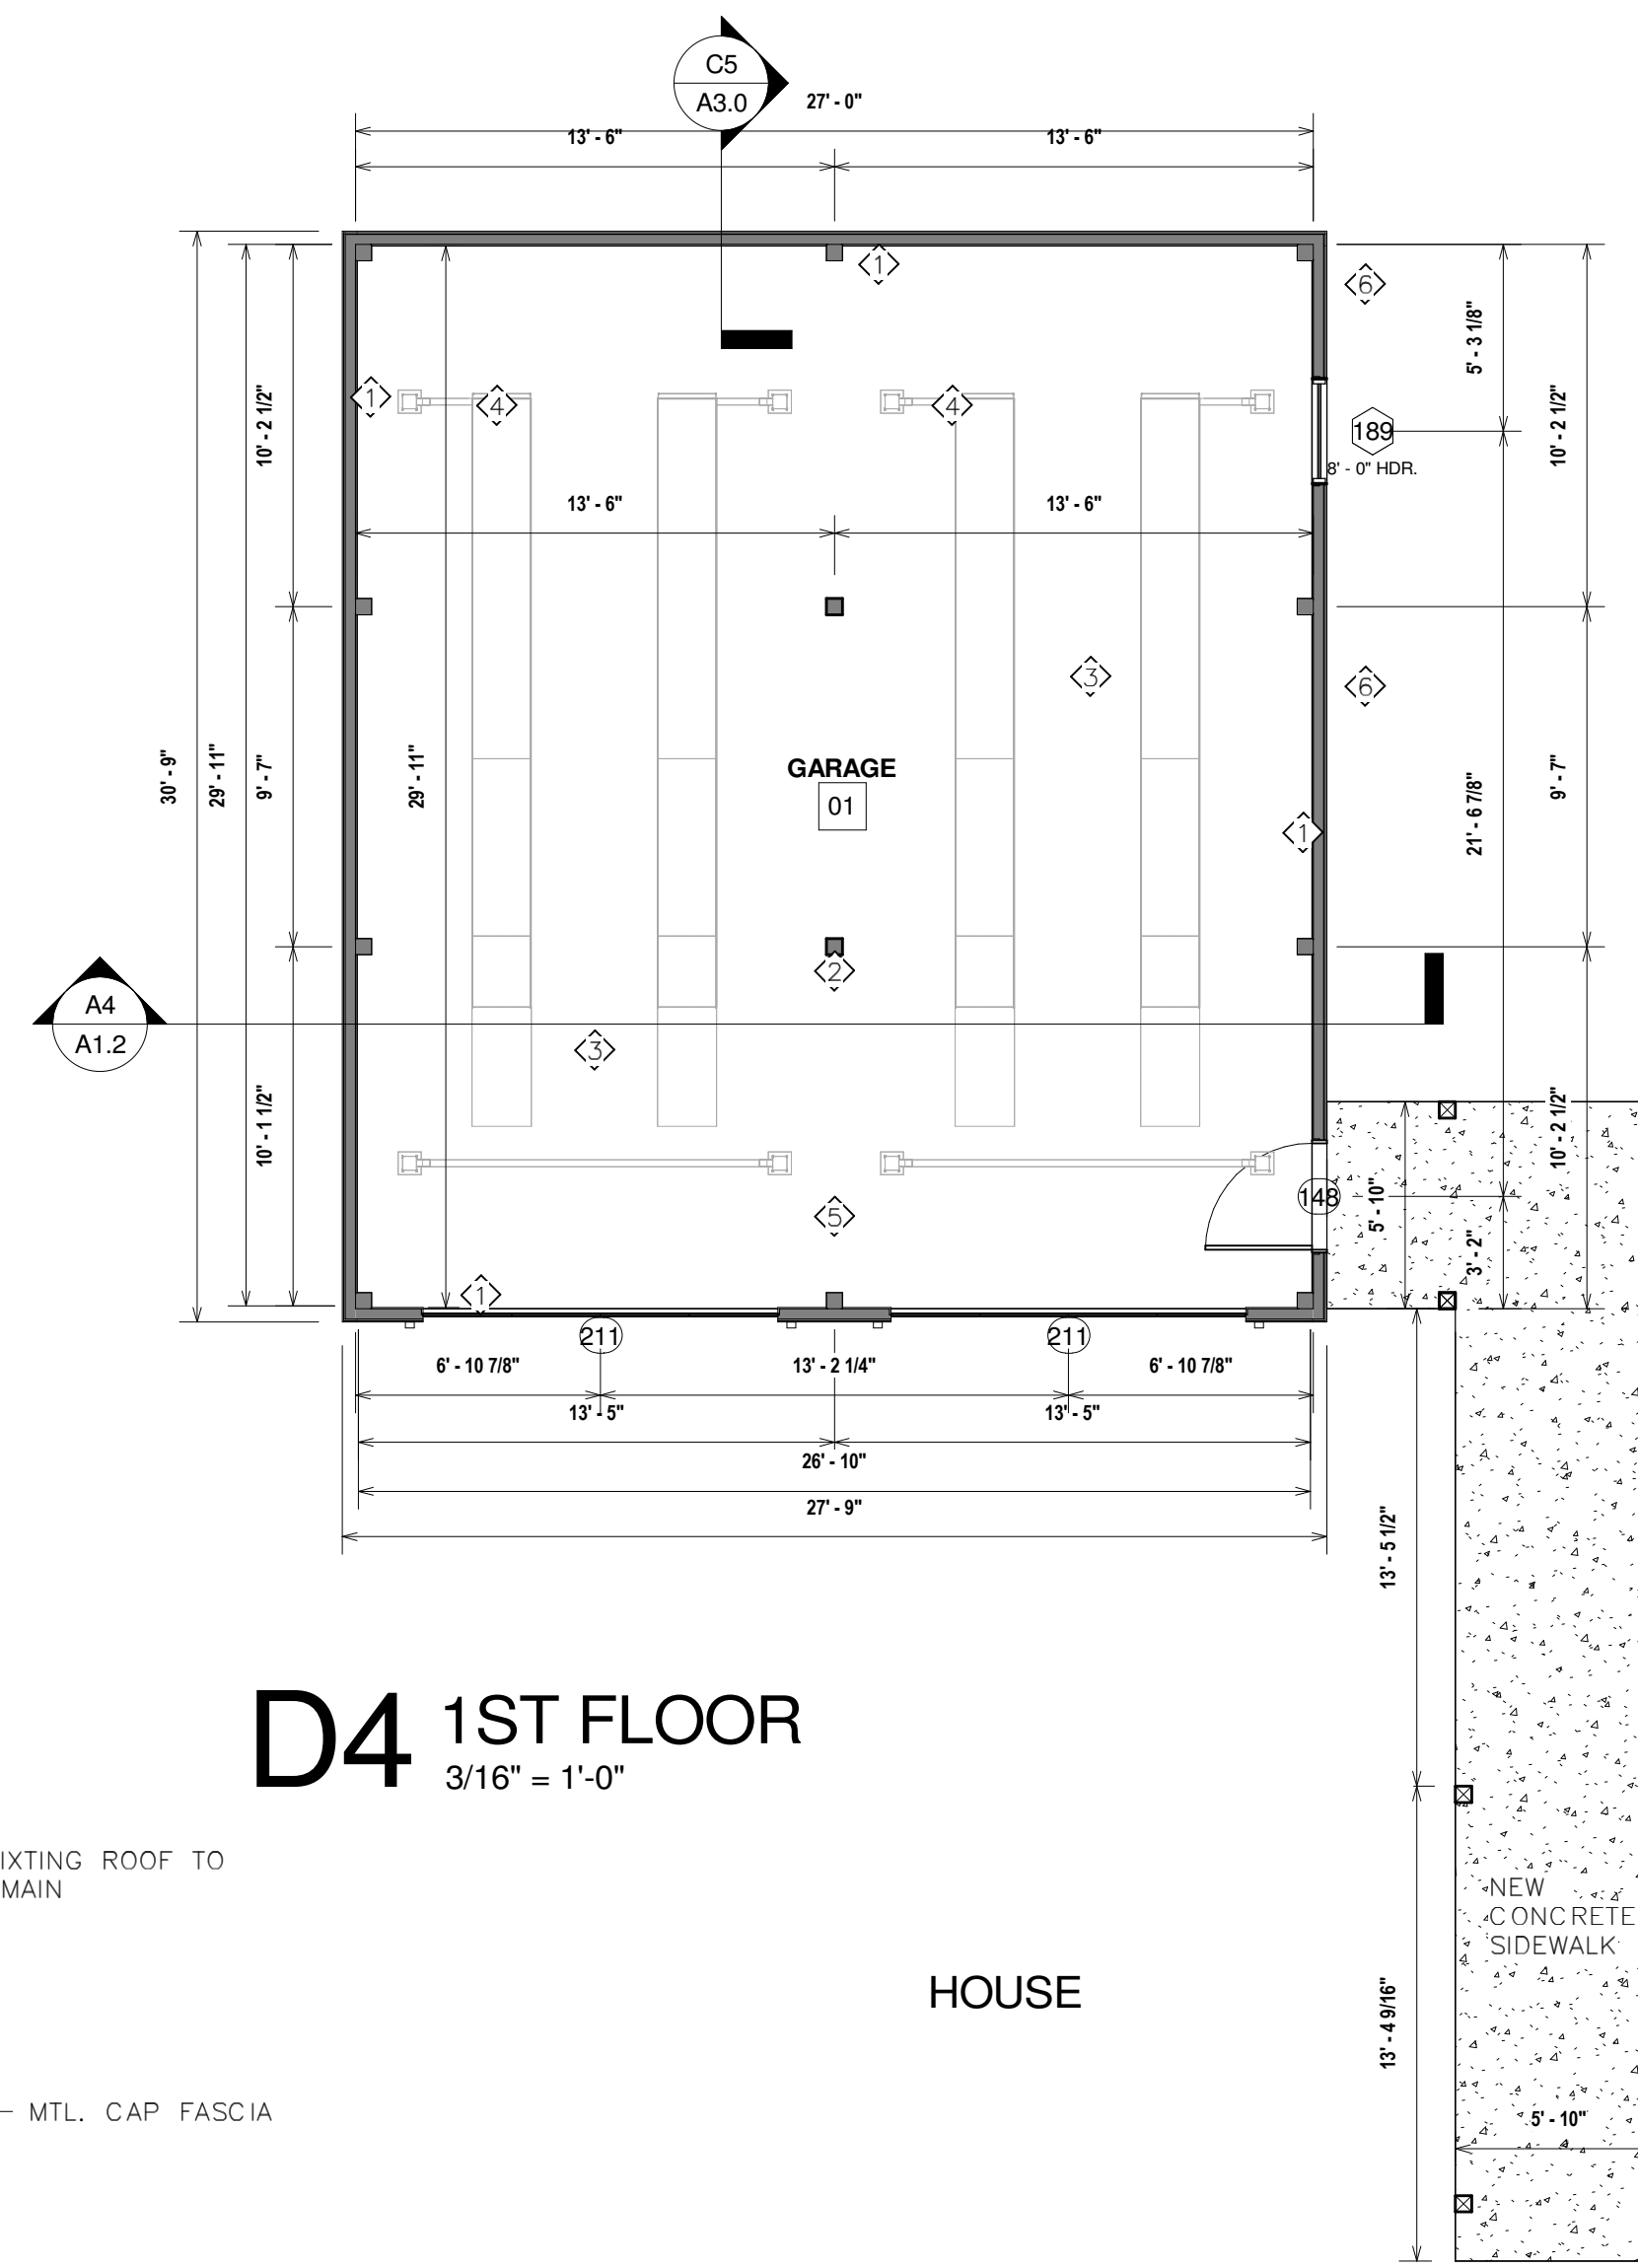 C5
A3.0
27' - 0"
13' - 6"
13' - 6"
1
6
5' - 3 1/8"
10' - 2 1/2"
1
4
4
10' - 2 1/2"
189
8' - 0" HDR.
13' - 6"
13' - 6"
3
6
GARAGE
01
30' - 9"
29' - 11"
9' - 7"
29' - 11"
1
21' - 6 7/8"
9' - 7"
2
A4
A1.2
3
10' - 1 1/2"
10' - 2 1/2"
148
5' - 10"
3' - 2"
5
1
211
211
6' - 10 7/8"
13' - 2 1/4"
6' - 10 7/8"
13' - 5"
13' - 5"
26' - 10"
27' - 9"
13' - 5 1/2"
D4
1ST FLOOR
3/16" = 1'-0"
IXTING ROOF TO
MAIN
NEW
CONCRETE
SIDEWALK
HOUSE
13' - 4 9/16"
MTL. CAP FASCIA
5' - 10"